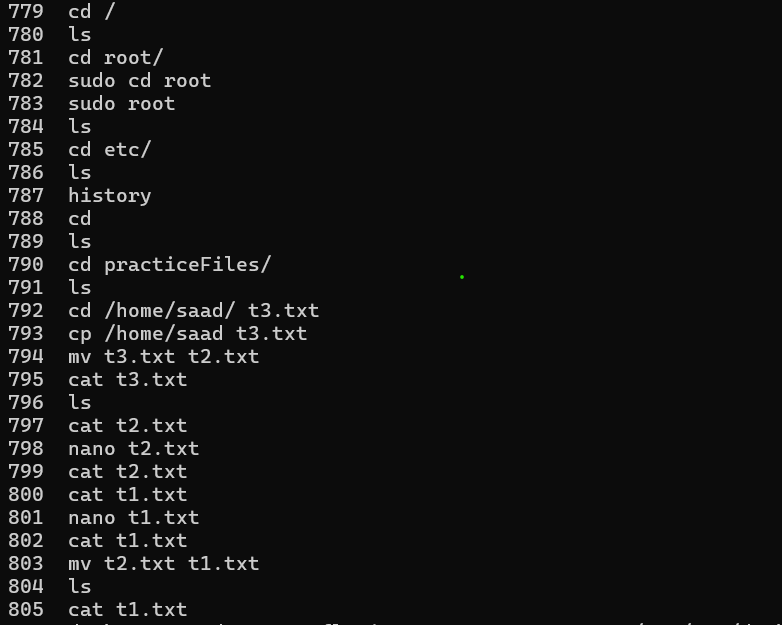 779 cd /
780 ls
781 cd root/
782 sudo cd root
783 sudo root
784 ls
785 cd etc/
786 ls
787 history
788 cd
789 ls
790 cd practiceFiles/
791 ls
792 cd /home/saad/ t3.txt
793 cp /home/saad t3.txt
794 mv t3.txt t2.txt
795 cat t3.txt
796 ls
797 cat t2.txt
798 nano t2.txt
799 cat t2.txt
800 cat t1.txt
801 nano t1.txt
802 cat t1.txt
803 mv t2.txt t1.txt
804 ls
805 cat t1.txt